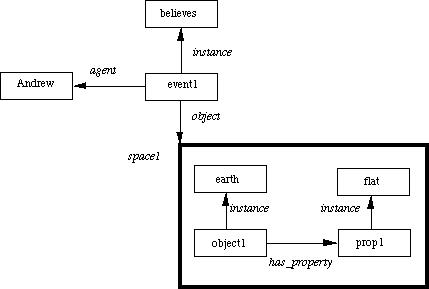 believes
instance
agent
Andrew
event1
object
space1
earth
flat
instance
instance
object1
prop1
has_property